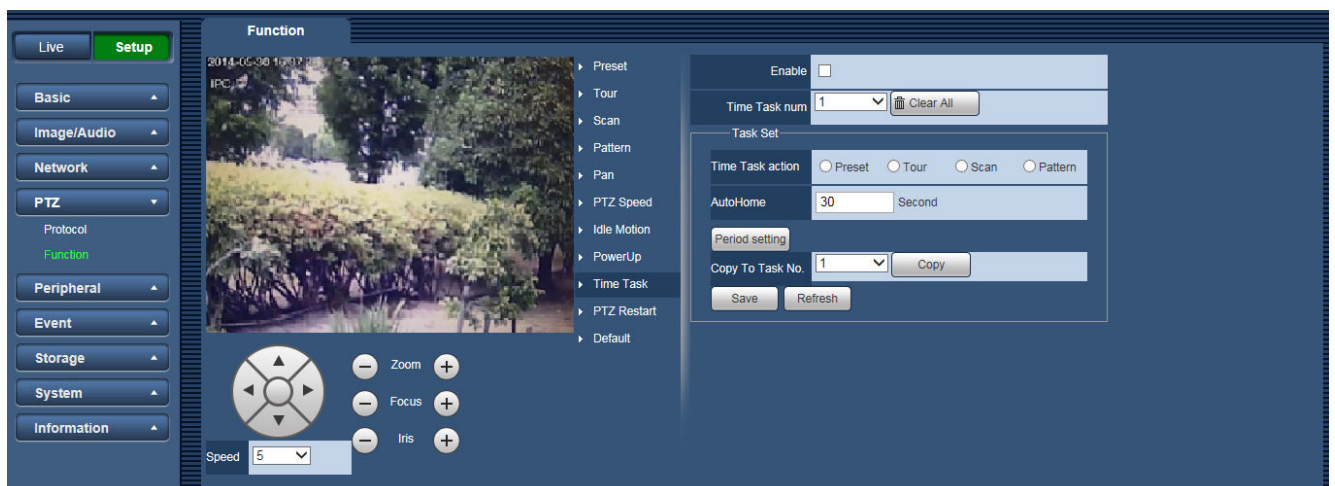 Function
Live Setup
Basic
Image/Audio
Network
PTZ
Protocol
Function
Peripheral
Event
Storage
System
Information
2014-05-30
IPC
Zoom
Focus
Iris
Speed 5
Preset
Tour
Scan
Pattern
Pan
PTZ Speed
Idle Motion
PowerUp
Time Task
PTZ Restart
Default
Enable
Time Task num 1 Clear All
Task Set
Time Task action Preset Tour Scan Pattern
AutoHome 30 Second
Period setting
Copy To Task No. 1 Copy
Save Refresh